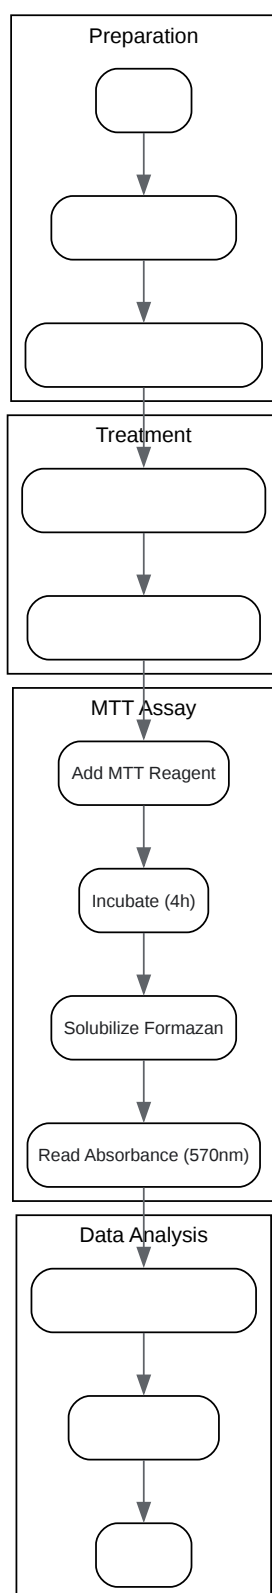 Preparation
Treatment
MTT Assay
Add MTT Reagent
Incubate (4h)
Solubilize Formazan
Read Absorbance (570nm)
Data Analysis